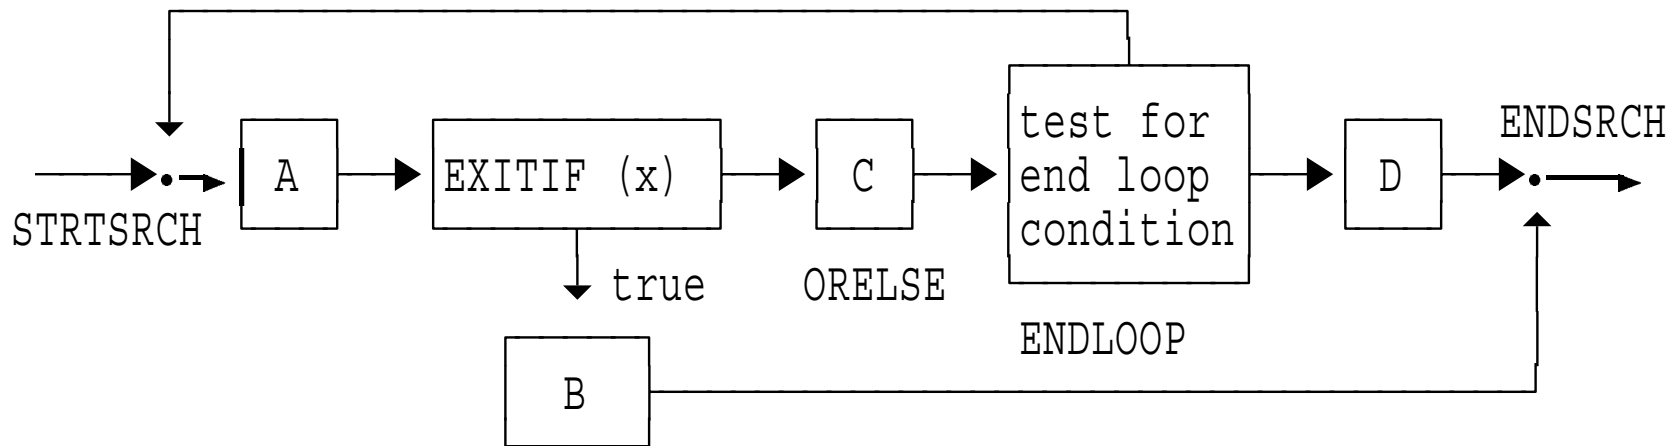 STRTSRCH
A
EXITIF (x)
true
B
C
ORELSE
test for
end loop
condition
ENDLOOP
D
ENDSRCH